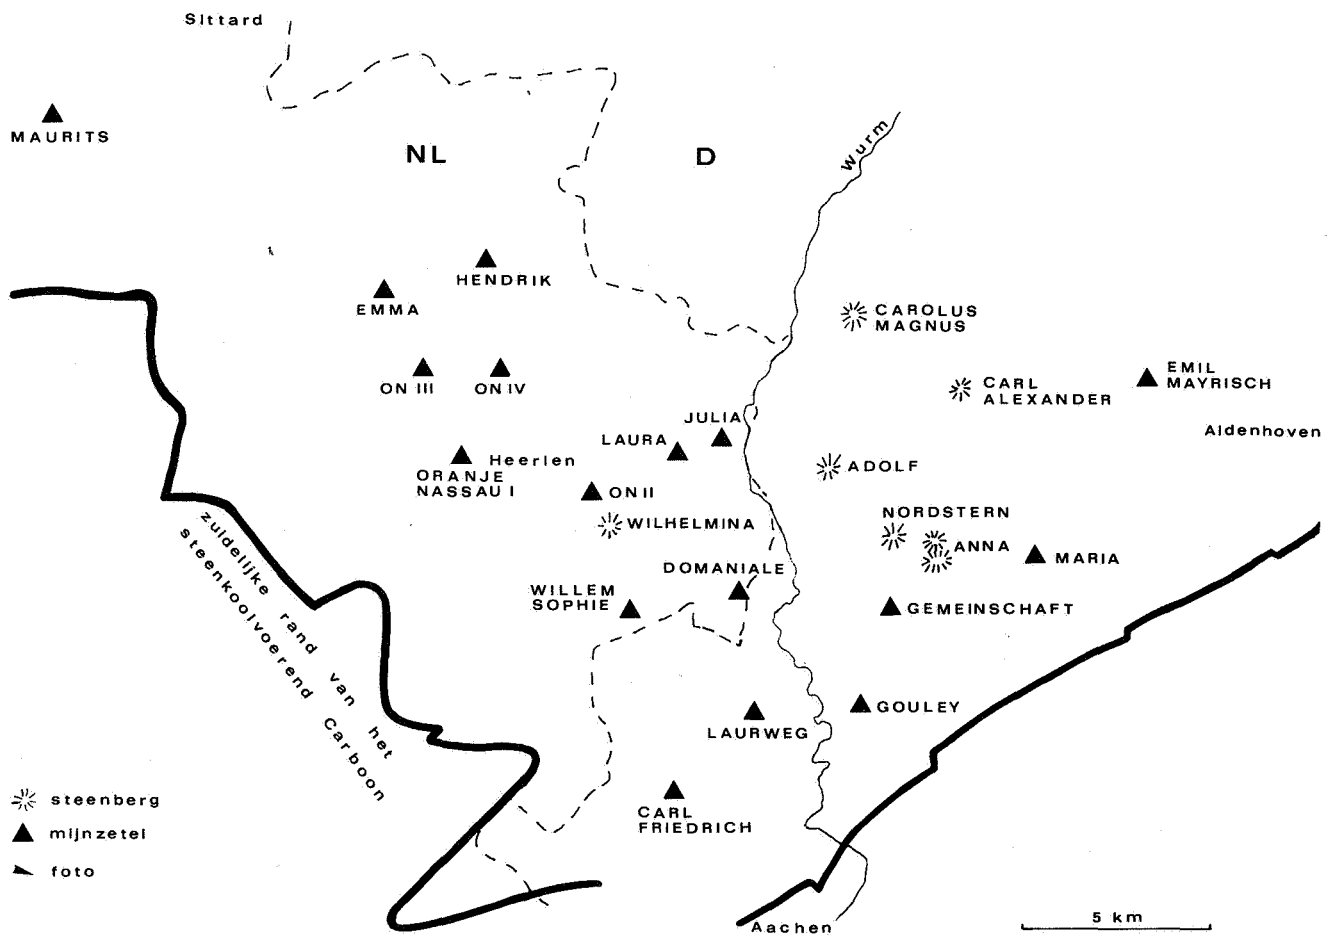 Sittard
MAURITS
NL
D
Wurm
HENDRIK
EMMA
CAROLUS
MAGNUS
EMIL
MAYRISCH
CARL
ALEXANDER
ON III
ON IV
JULIA
LAURA
Aldenhoven
Heerlen
ORANJE
NASSAU I
ADOLF
ON II
NORDSTERN
WILHELMINA
ANNA
MARIA
DOMANIALE
WILLEM
SOPHIE
GEMEINSCHAFT
zuidelijke rand van het
steenkoolvoerend Carboon
GOULEY
LAURWEG
CARL
FRIEDRICH
steenberg
mijnzetel
foto
5 km
Aachen